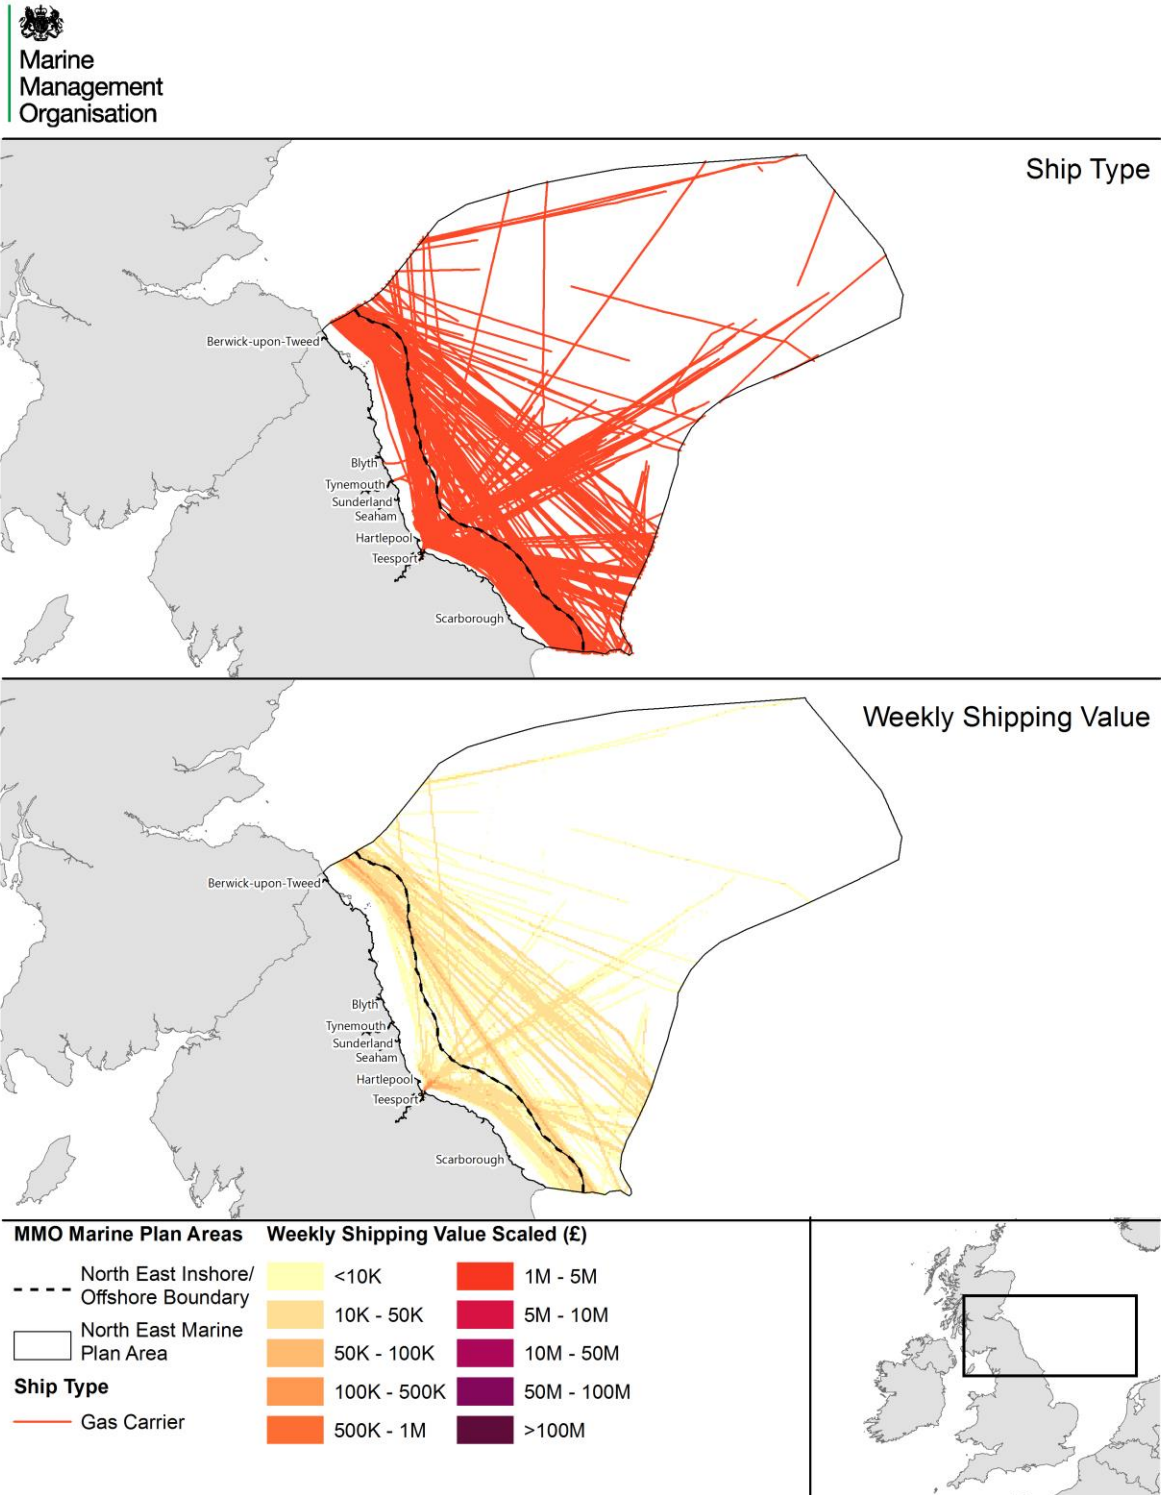 Marine
Management
Organisation
Ship Type
Berwick-upon-Tweed
Blyth
Tynemouth
Sunderland
Seaham
Hartlepool
Teesport
Scarborough
Weekly Shipping Value
Berwick-upon-Tweed
Blyth
Tynemouth
Sunderland
Seaham
Hartlepool
Teesport
Scarborough
MMO Marine Plan Areas
North East Inshore/
Offshore Boundary
North East Marine
Plan Area
Ship Type
Gas Carrier
Weekly Shipping Value Scaled (£)
<10K
10K - 50K
50K - 100K
100K - 500K
500K - 1M
1M - 5M
5M - 10M
10M - 50M
50M - 100M
>100M